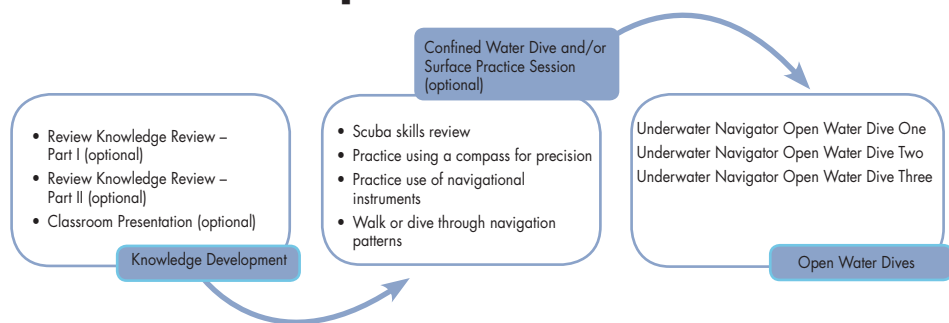 Confined Water Dive and/or
Surface Practice Session
(optional)
• Review Knowledge Review –
Part I (optional)
• Review Knowledge Review –
Part II (optional)
• Classroom Presentation (optional)
Knowledge Development
• Scuba skills review
• Practice using a compass for precision
• Practice use of navigational
instruments
• Walk or dive through navigation
patterns
Underwater Navigator Open Water Dive One
Underwater Navigator Open Water Dive Two
Underwater Navigator Open Water Dive Three
Open Water Dives